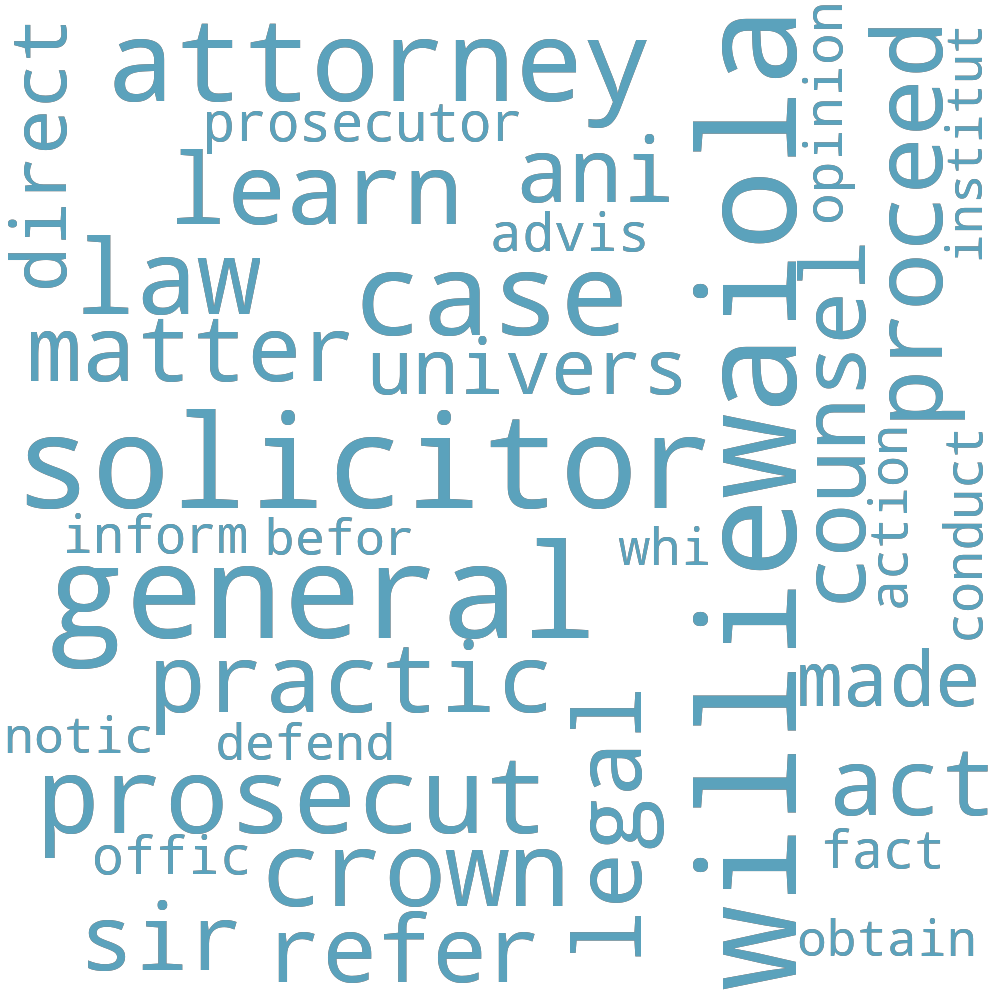 attorney
prosecutor
direct
learn
ani
advis
law
case
matter
univers
solicitor
inform
befor
whi
general
practic
notic
defend
prosecut
offic
crown
sir
refer
legal
williewaiola
opinion
counsel
proceed
institut
action
conduct
made
act
fact
obtain